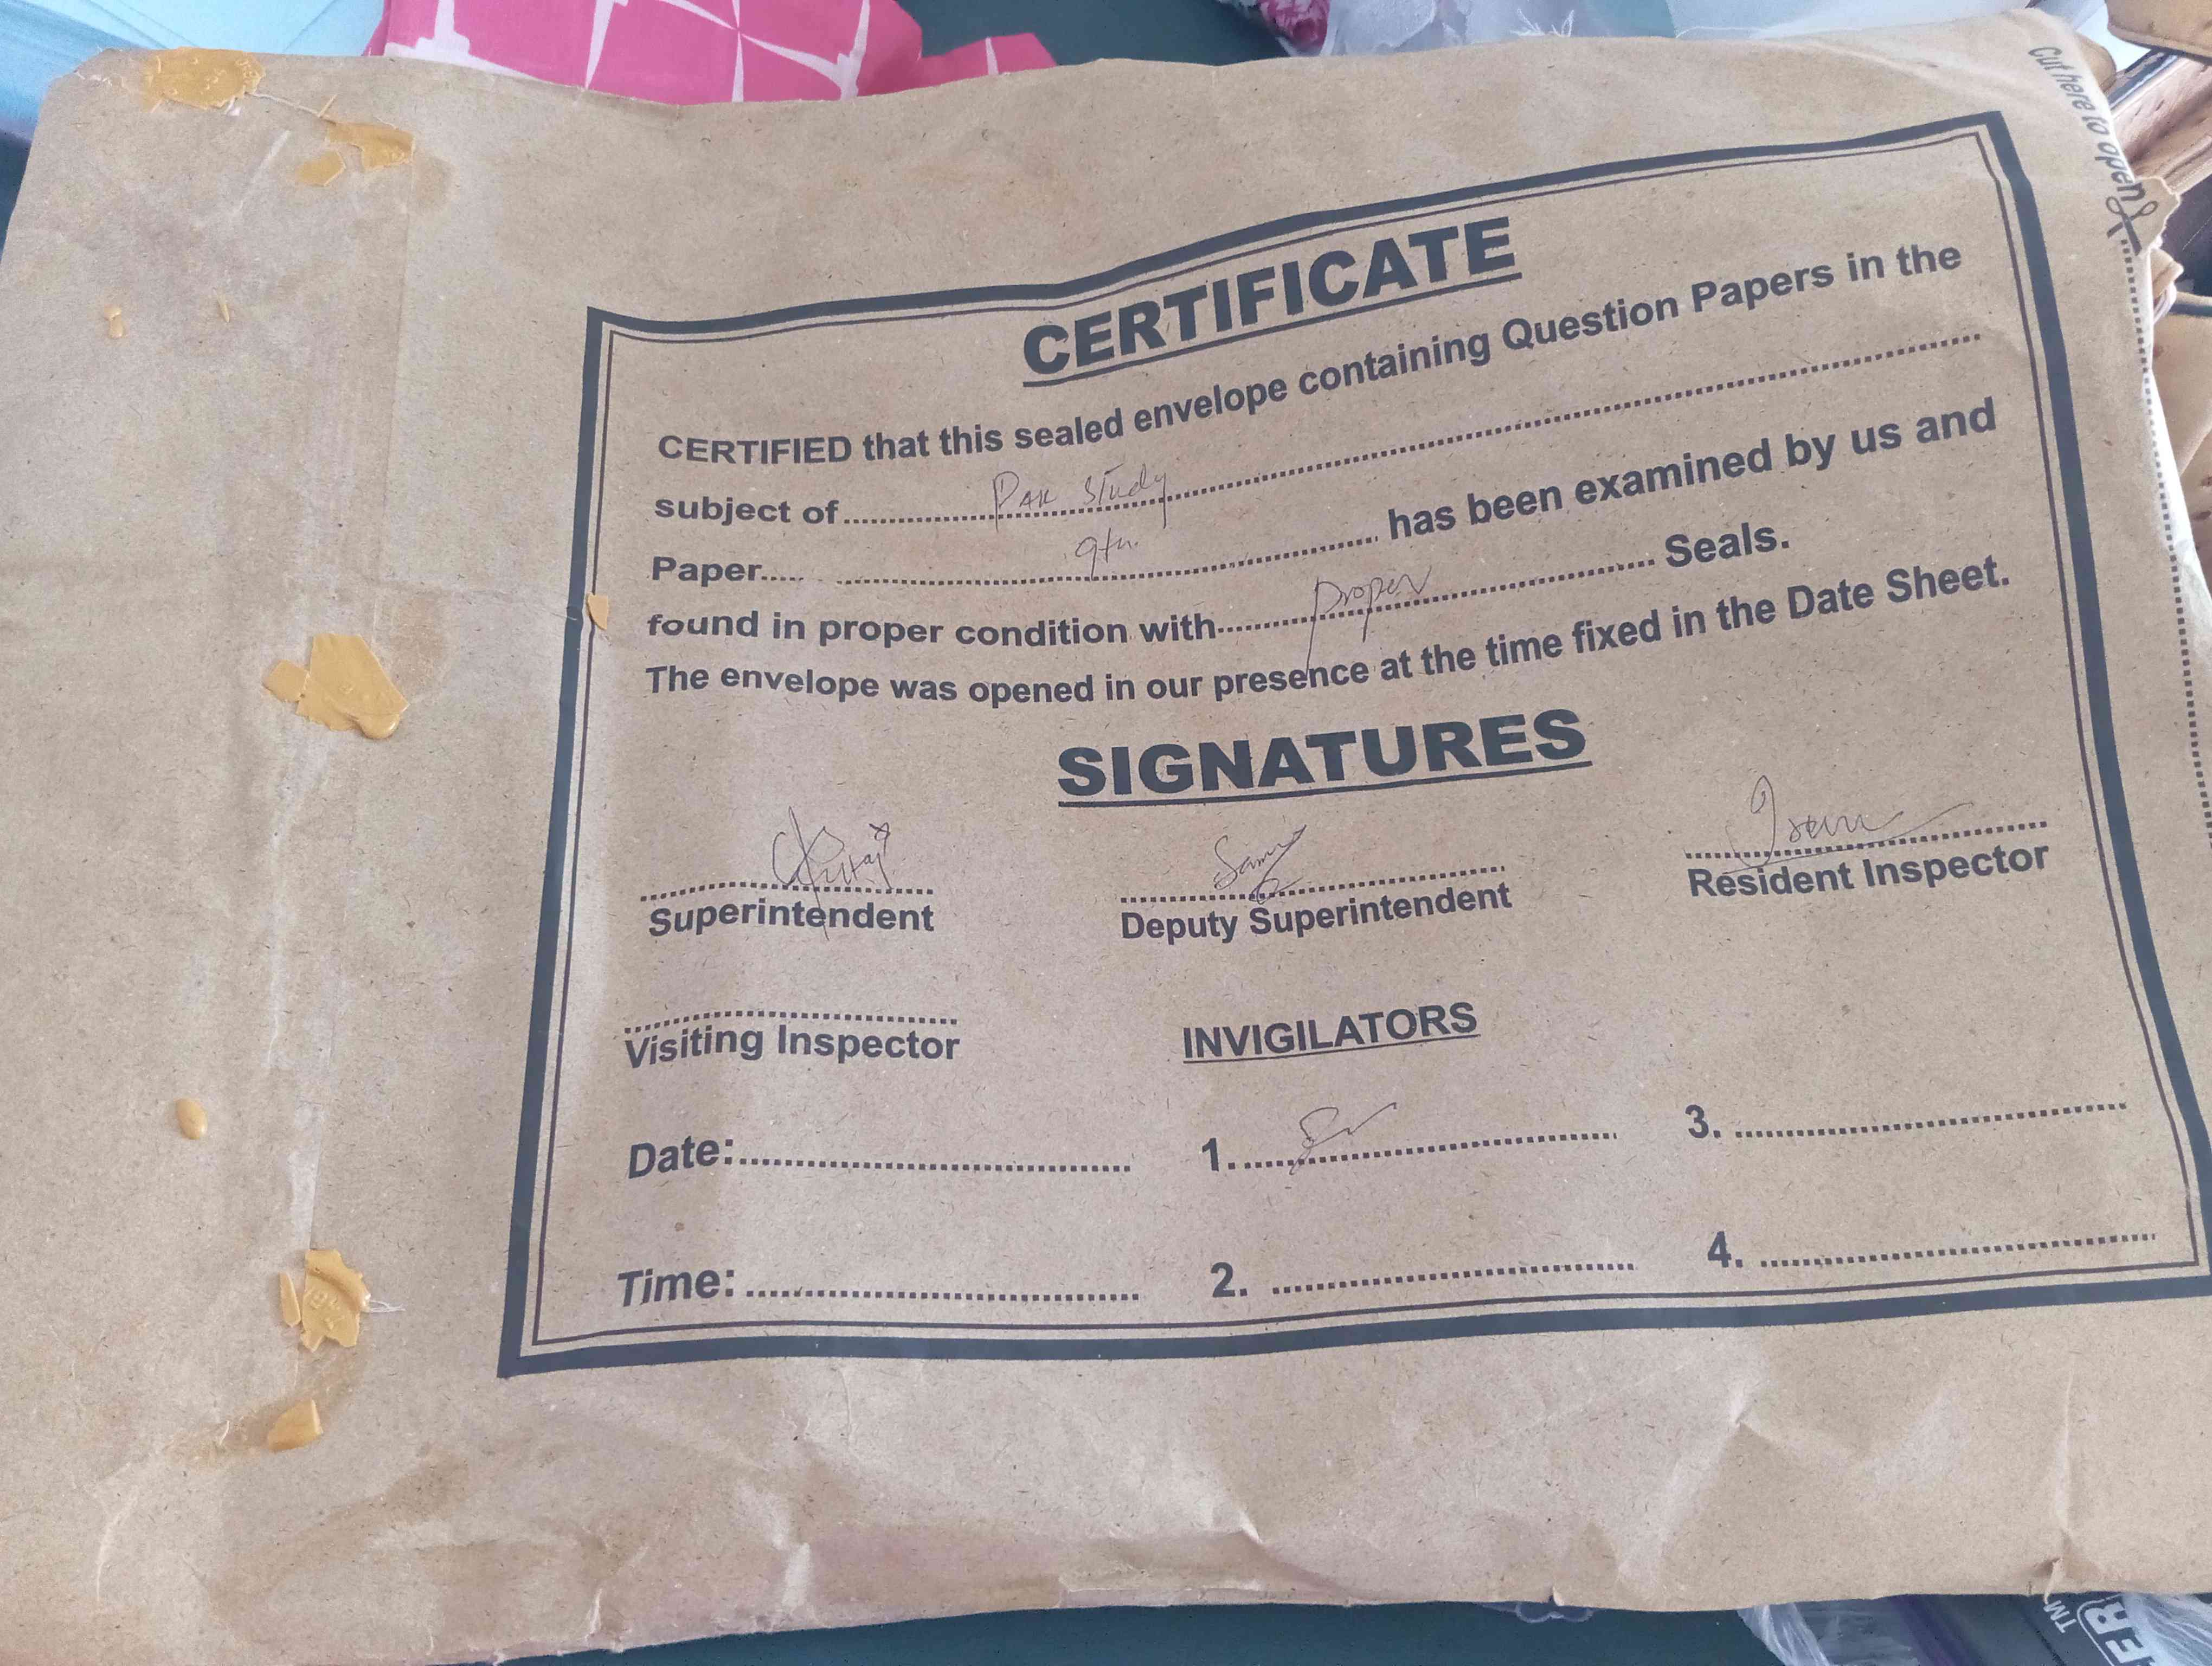 Cut here to open
CERTIFICATE
CERTIFIED that this sealed envelope containing Question Papers in the
subject of........Pak Study........
Paper..... ........9th........ has been examined by us and
found in proper condition with........proper........ Seals.
The envelope was opened in our presence at the time fixed in the Date Sheet.
SIGNATURES
Superintendent Deputy Superintendent Resident Inspector
Visiting Inspector INVIGILATORS
Date:........ 1......... 3. ........
Time: ........ 2. ........ 4. ........
TM